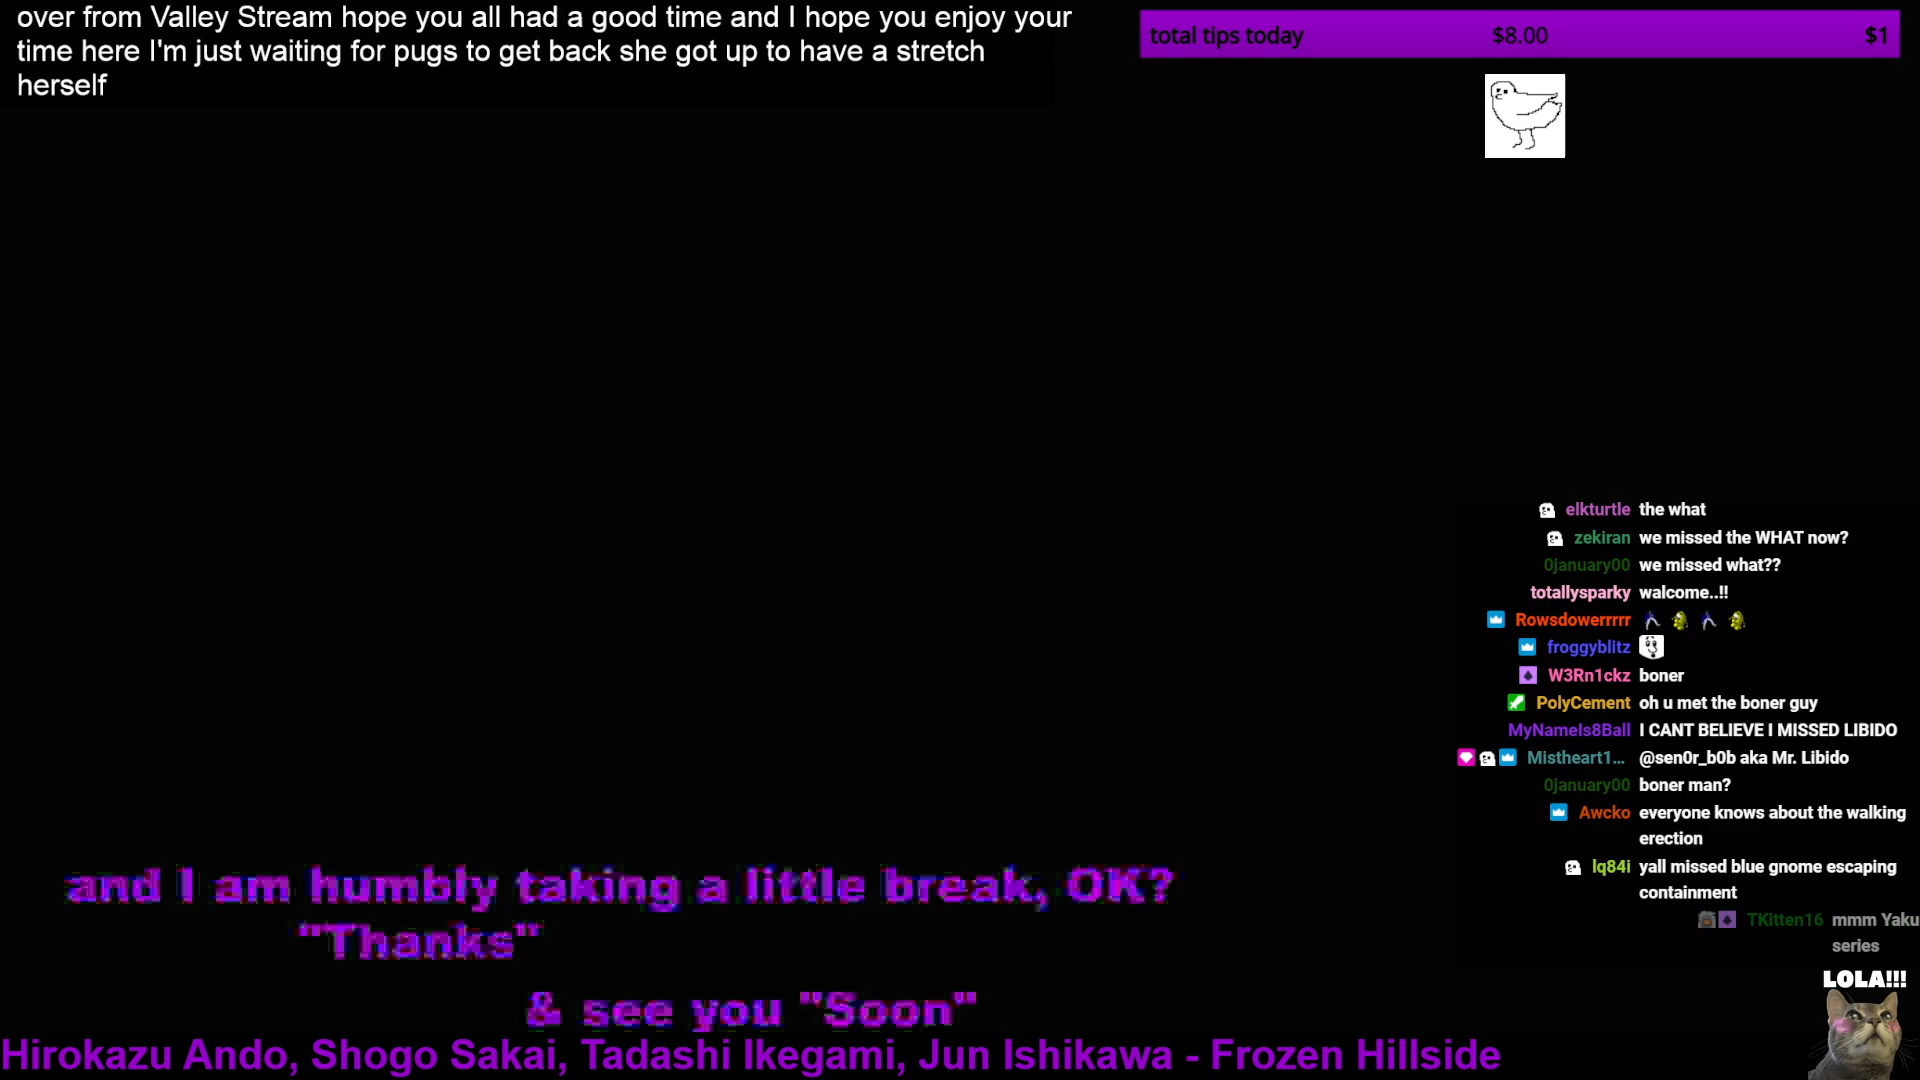 over from Valley Stream hope you all had a good time and I hope you enjoy your
time here I'm just waiting for pugs to get back she got up to have a stretch
herself
total tips today $8.00 $1
elkturtle the what
zekiran we missed the WHAT now?
0january00 we missed what??
totallysparky walcome..!!
Rowsdowerrrrr
froggyblitz
W3Rn1ckz boner
PolyCement oh u met the boner guy
MyNameIs8Ball I CANT BELIEVE I MISSED LIBIDO
Mistheart1... @sen0r_b0b aka Mr. Libido
0january00 boner man?
Awcko everyone knows about the walking
erection
lq84i yall missed blue gnome escaping
containment
TKitten16 mmm Yaku
series
LOLA!!!
and I am humbly taking a little break, OK?
"Thanks"
& see you "Soon"
Hirokazu Ando, Shogo Sakai, Tadashi Ikegami, Jun Ishikawa - Frozen Hillside